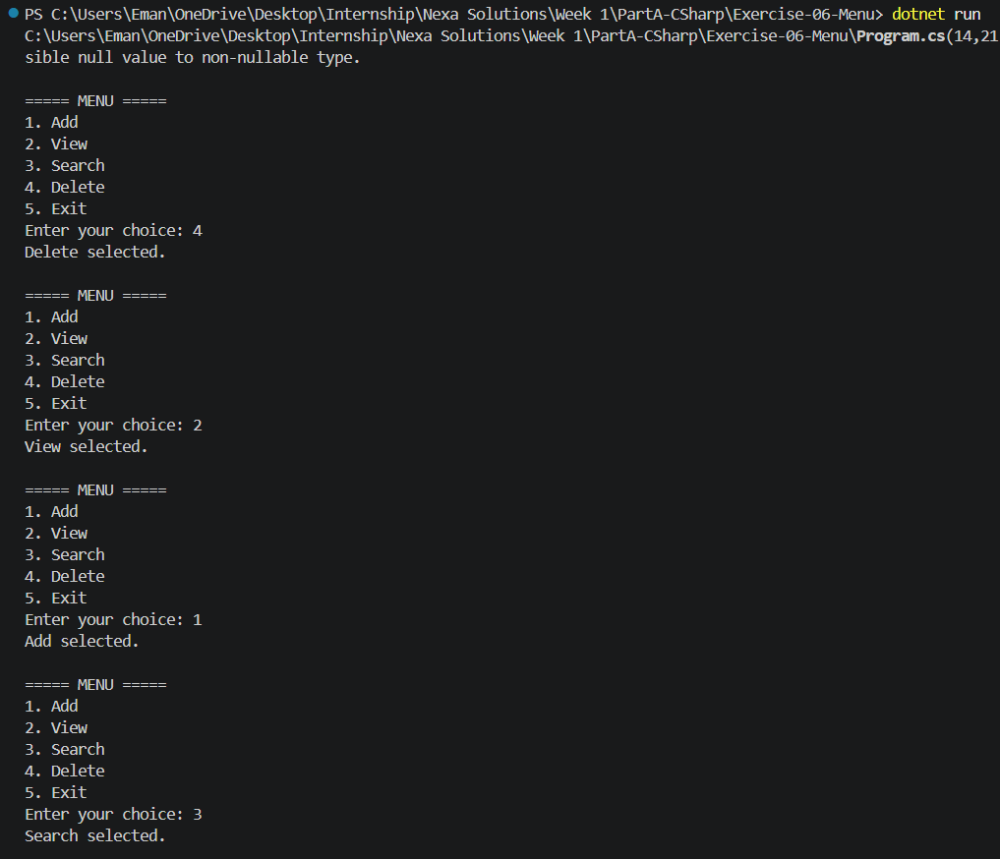 PS C:\Users\Eman\OneDrive\Desktop\Internship\Nexa Solutions\Week 1\PartA-CSharp\Exercise-06-Menu> dotnet run
C:\Users\Eman\OneDrive\Desktop\Internship\Nexa Solutions\Week 1\PartA-CSharp\Exercise-06-Menu\Program.cs(14,21
sible null value to non-nullable type.
===== MENU =====
1. Add
2. View
3. Search
4. Delete
5. Exit
Enter your choice: 4
Delete selected.
===== MENU =====
1. Add
2. View
3. Search
4. Delete
5. Exit
Enter your choice: 2
View selected.
===== MENU =====
1. Add
2. View
3. Search
4. Delete
5. Exit
Enter your choice: 1
Add selected.
===== MENU =====
1. Add
2. View
3. Search
4. Delete
5. Exit
Enter your choice: 3
Search selected.